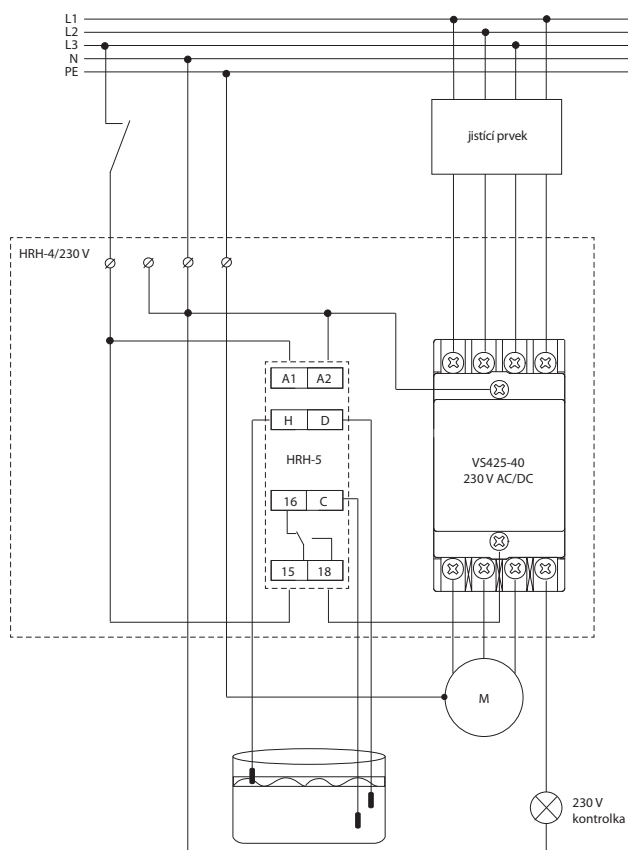 L1
L2
L3
N
PE
jistící prvek
HRH-4/230 V
A1 A2
H D
HRH-5
16 C
15 18
VS425-40
230 V AC/DC
M
230 V
kontrolka